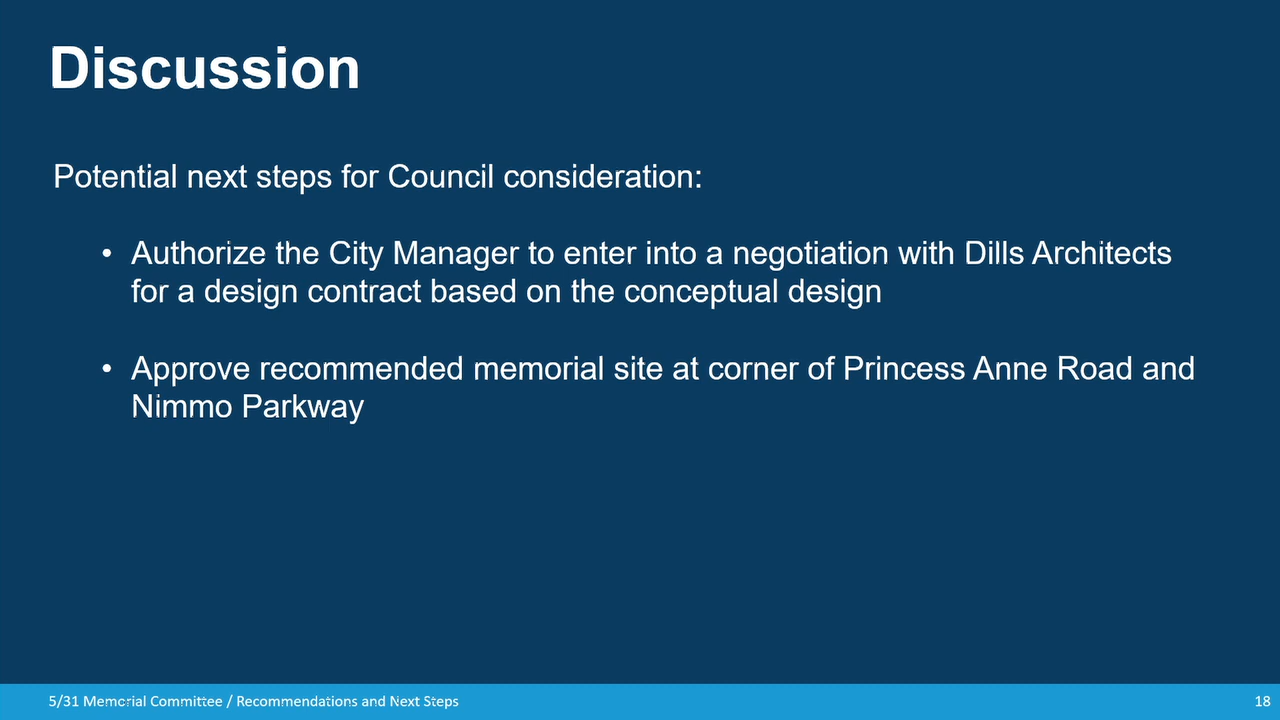 Discussion
Potential next steps for Council consideration:
• Authorize the City Manager to enter into a negotiation with Dills Architects
for a design contract based on the conceptual design
• Approve recommended memorial site at corner of Princess Anne Road and
Nimmo Parkway
5/31 Memorial Committee / Recommendations and Next Steps
18